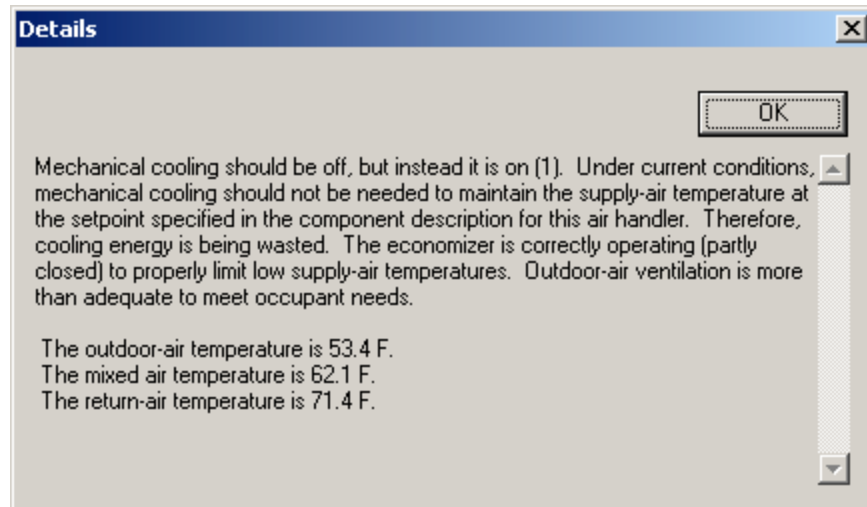 Details
OK
Mechanical cooling should be off, but instead it is on (1).  Under current conditions,
mechanical cooling should not be needed to maintain the supply-air temperature at
the setpoint specified in the component description for this air handler.  Therefore,
cooling energy is being wasted.  The economizer is correctly operating (partly
closed) to properly limit low supply-air temperatures.  Outdoor-air ventilation is more
than adequate to meet occupant needs.
The outdoor-air temperature is 53.4 F.
The mixed air temperature is 62.1 F.
The return-air temperature is 71.4 F.